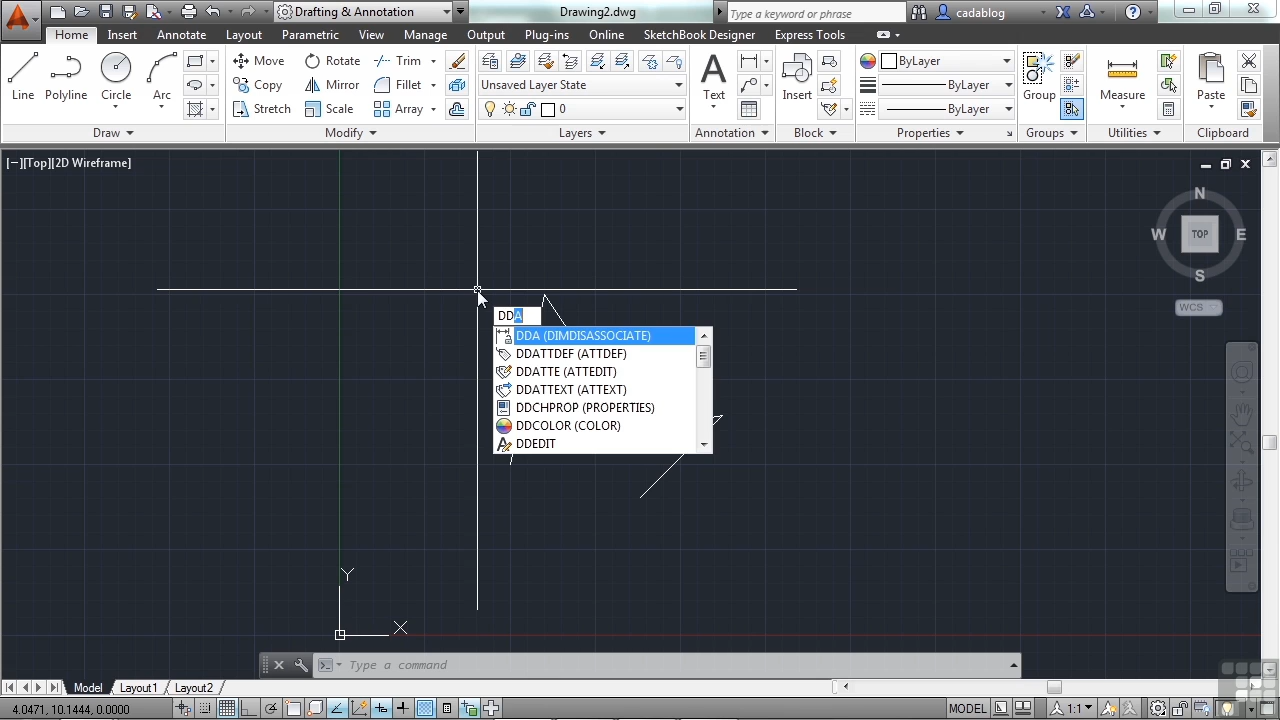 Drafting & Annotation
Drawing2.dwg
Type a keyword or phrase
cadablog
Home Insert Annotate Layout Parametric View Manage Output Plug-ins Online SketchBook Designer Express Tools
Move Rotate Trim
Copy Mirror Fillet
Stretch Scale Array
Line Polyline Circle Arc
Unsaved Layer State
0
Text
Insert
ByLayer
ByLayer
ByLayer
Group
Measure
Paste
Draw Modify Layers Annotation Block Properties Groups Utilities Clipboard
[−][Top][2D Wireframe]
N
W TOP E
S
WCS
DDA
DDA (DIMDISASSOCIATE)
DDATTDEF (ATTDEF)
DDATTE (ATTEDIT)
DDATTEXT (ATTEXT)
DDCHPROP (PROPERTIES)
DDCOLOR (COLOR)
DDEDIT
Y
X
Type a command
Model Layout1 Layout2
4.0471, 10.1444, 0.0000
MODEL
1:1